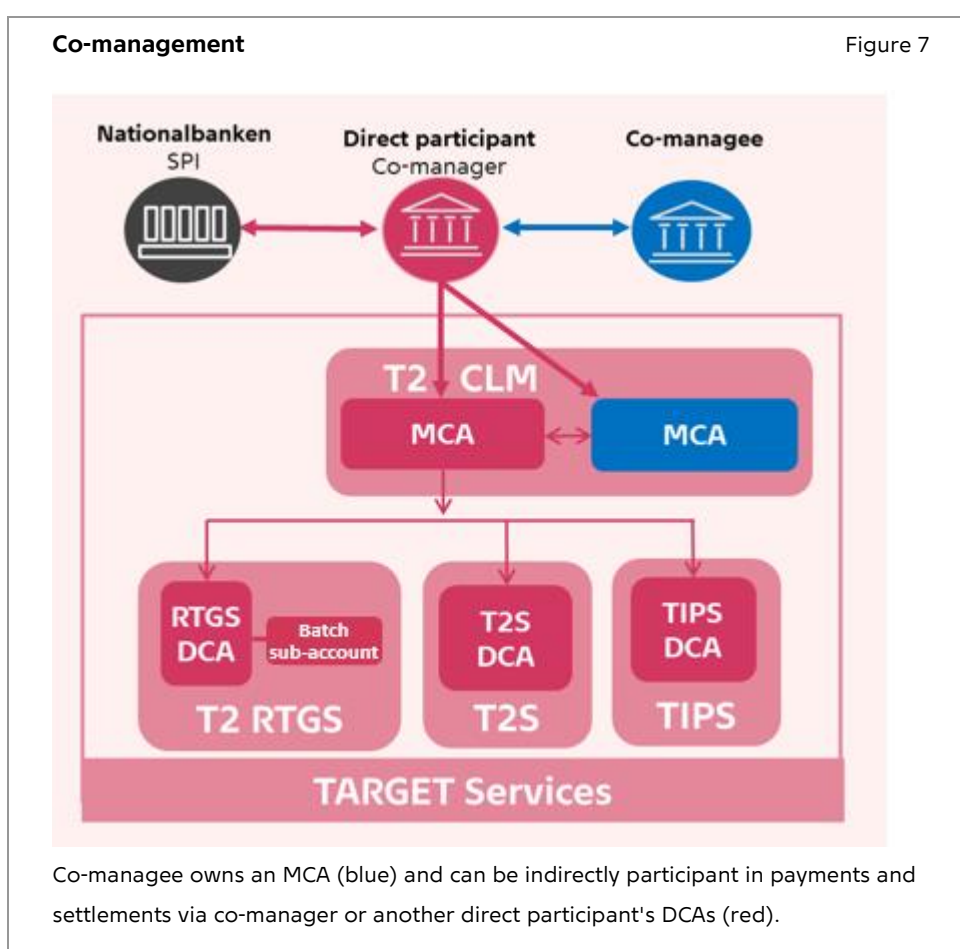 Co-management
Figure 7
Nationalbanken
SPI
Direct participant
Co-manager
Co-managee
T2 CLM
MCA
MCA
RTGS
DCA
Batch
sub-account
T2 RTGS
T2S
DCA
T2S
TIPS
DCA
TIPS
TARGET Services
Co-managee owns an MCA (blue) and can be indirectly participant in payments and
settlements via co-manager or another direct participant's DCAs (red).